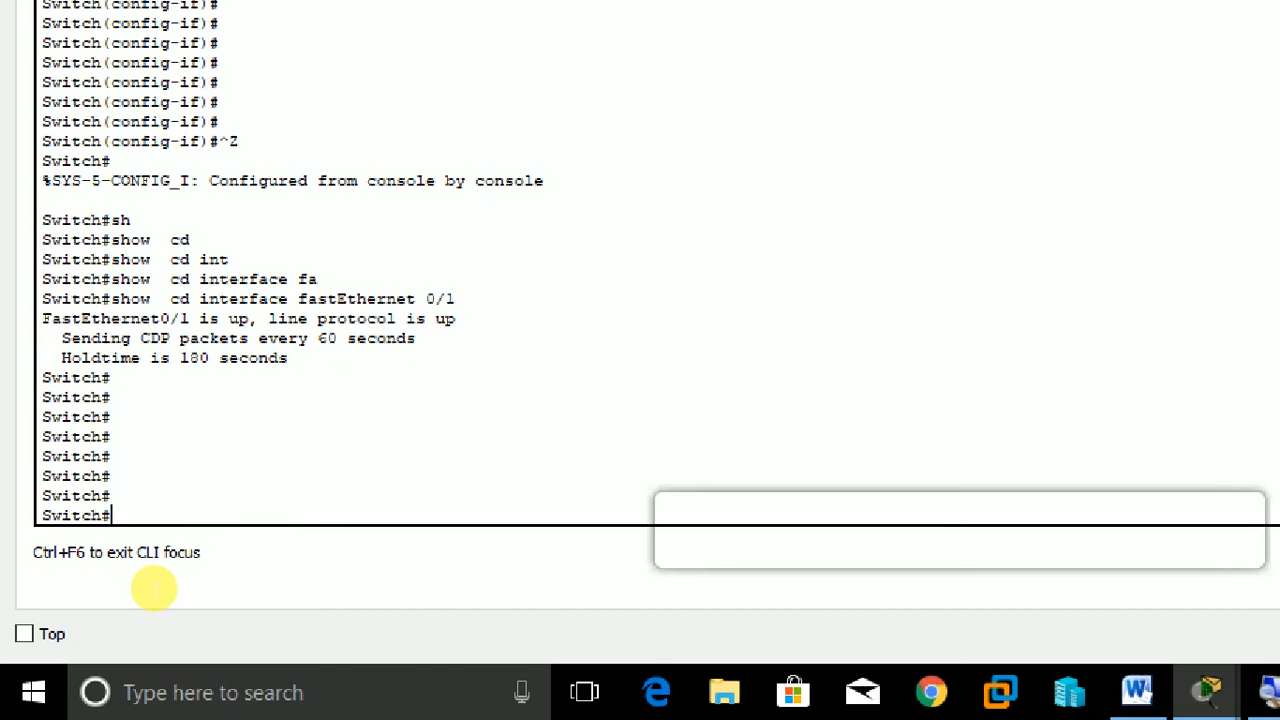 Switch(config-if)#
Switch(config-if)#
Switch(config-if)#
Switch(config-if)#
Switch(config-if)#
Switch(config-if)#
Switch(config-if)#
Switch(config-if)#^Z
Switch#
%SYS-5-CONFIG_I: Configured from console by console
Switch#sh
Switch#show  cd
Switch#show  cd int
Switch#show  cd interface fa
Switch#show  cd interface fastEthernet 0/1
FastEthernet0/1 is up, line protocol is up
  Sending CDP packets every 60 seconds
  Holdtime is 180 seconds
Switch#
Switch#
Switch#
Switch#
Switch#
Switch#
Switch#
Switch#
Ctrl+F6 to exit CLI focus
Top
Type here to search